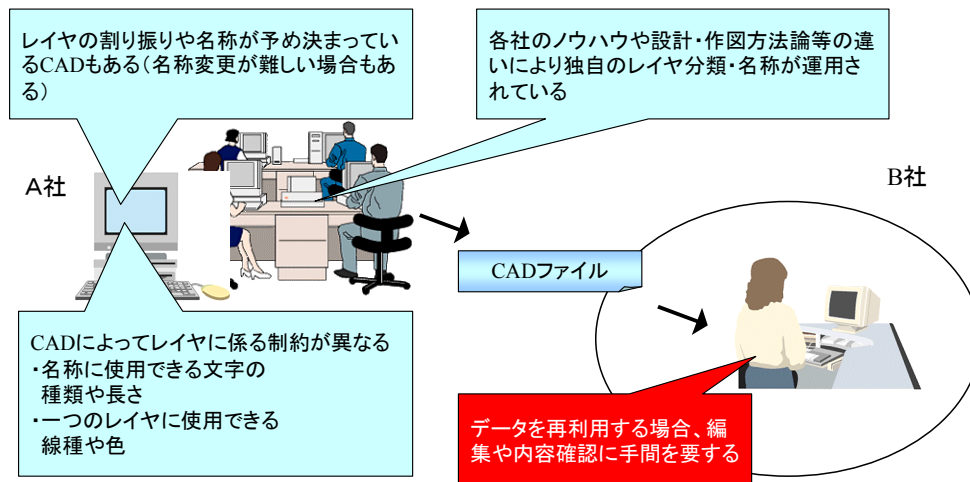 レイヤの割り振りや名称が予め決まってい
るCADもある(名称変更が難しい場合もあ
る)
各社のノウハウや設計・作図方法論等の違
いにより独自のレイヤ分類・名称が運用さ
れている
A社
B社
CADファイル
CADによってレイヤに係る制約が異なる
・名称に使用できる文字の
種類や長さ
・一つのレイヤに使用できる
線種や色
データを再利用する場合、編
集や内容確認に手間を要する